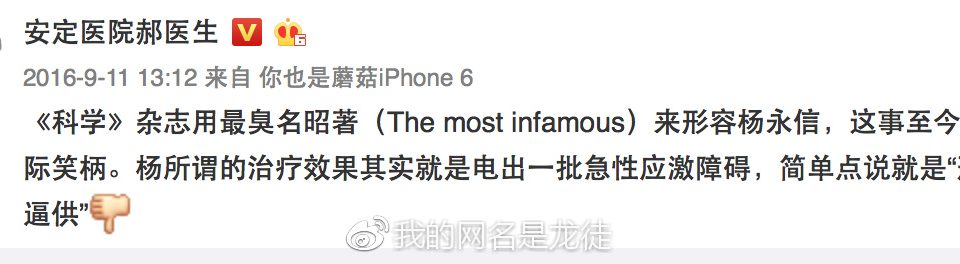 安定医院郝医生 V 6
2016-9-11 13:12 来自 你也是蘑菇iPhone 6
《科学》杂志用最臭名昭著（The most infamous）来形容杨永信，这事至今
际笑柄。杨所谓的治疗效果其实就是电出一批急性应激障碍，简单点说就是“
逼供”
我的网名是龙徒